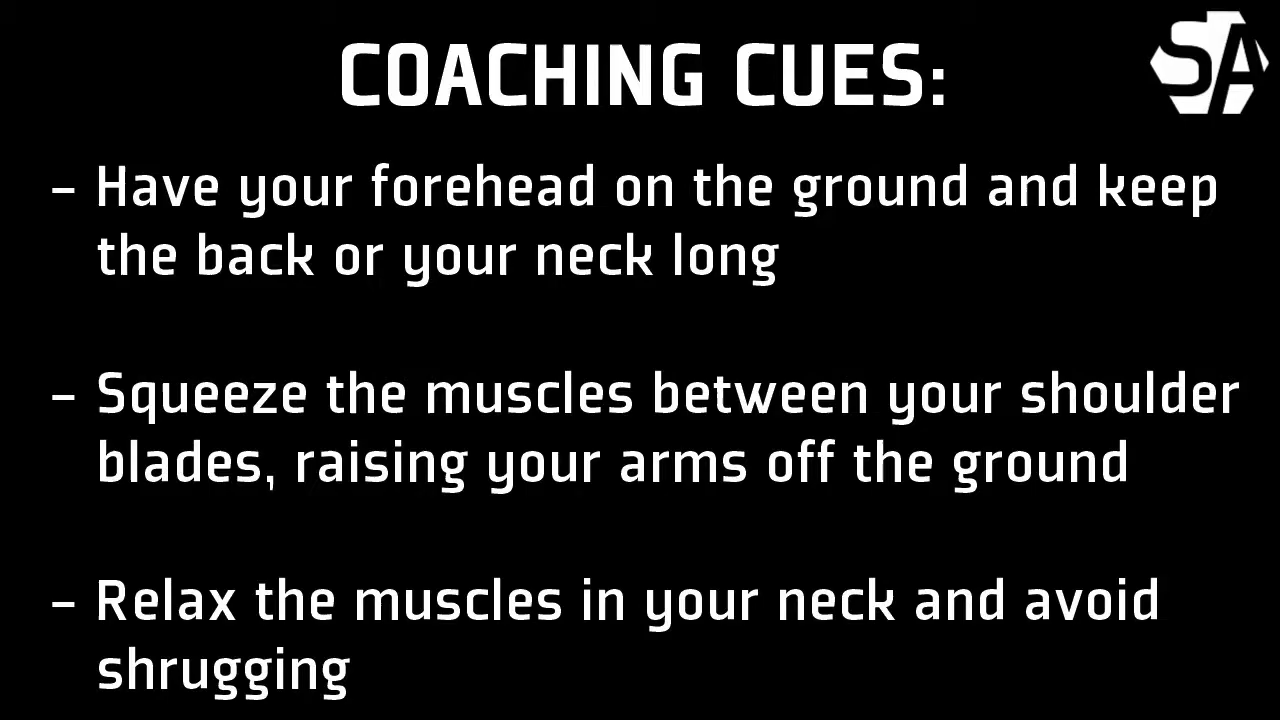 COACHING CUES:
SA
- Have your forehead on the ground and keep
the back or your neck long
- Squeeze the muscles between your shoulder
blades, raising your arms off the ground
- Relax the muscles in your neck and avoid
shrugging